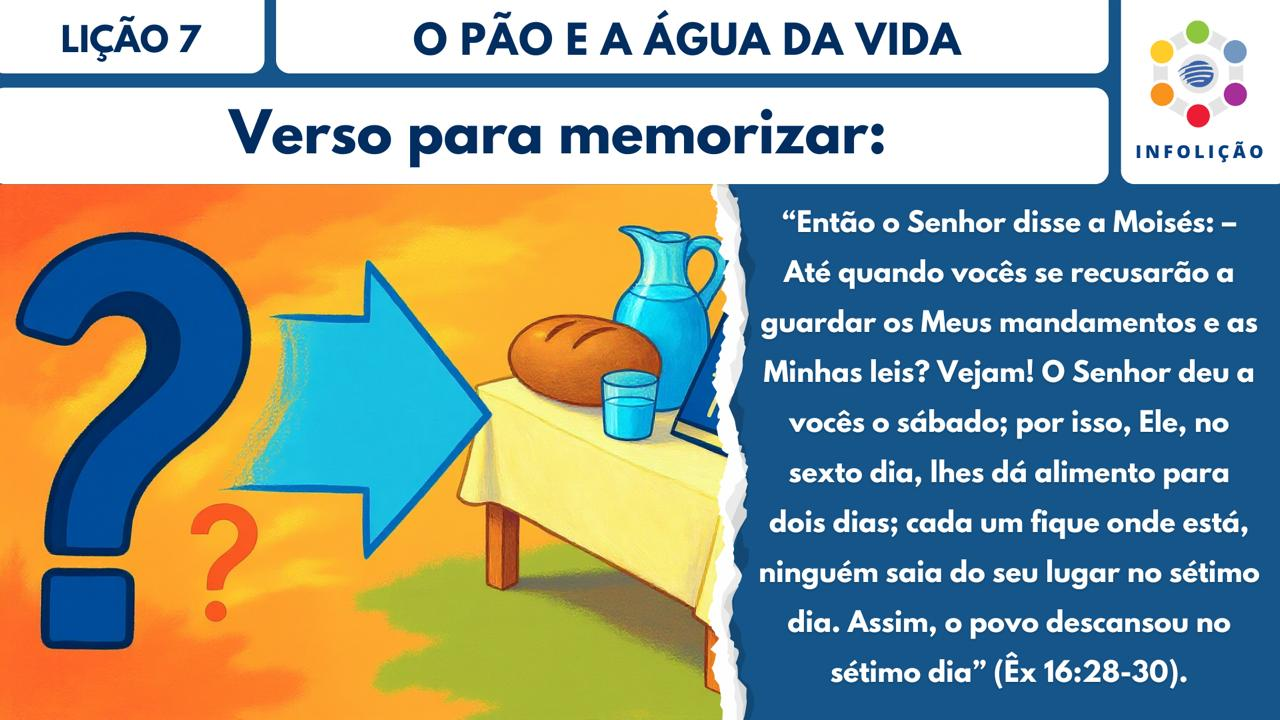 LIÇÃO 7
O PÃO E A ÁGUA DA VIDA
INFOLIÇÃO
Verso para memorizar:
?
?
“Então o Senhor disse a Moisés: –
Até quando vocês se recusarão a
guardar os Meus mandamentos e as
Minhas leis? Vejam! O Senhor deu a
vocês o sábado; por isso, Ele, no
sexto dia, lhes dá alimento para
dois dias; cada um fique onde está,
ninguém saia do seu lugar no sétimo
dia. Assim, o povo descansou no
sétimo dia” (Êx 16:28-30).